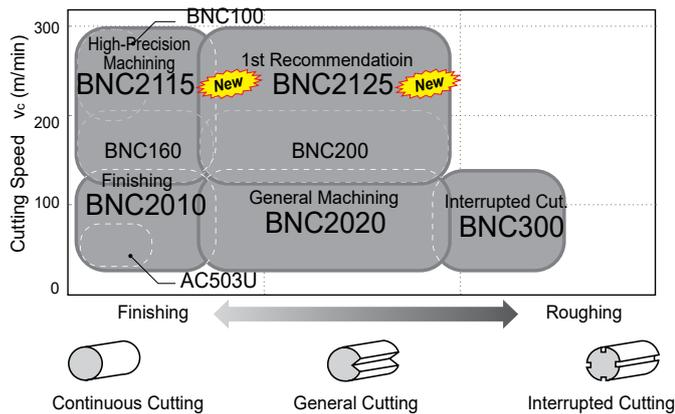 BNC100
300
High-Precision
Machining
BNC2115
New
1st Recommendatioin
BNC2125
New
200
BNC160
BNC200
Finishing
BNC2010
General Machining
BNC2020
Interrupted Cut.
BNC300
100
AC503U
0
Cutting Speed vc (m/min)
Finishing
Roughing
Continuous Cutting
General Cutting
Interrupted Cutting